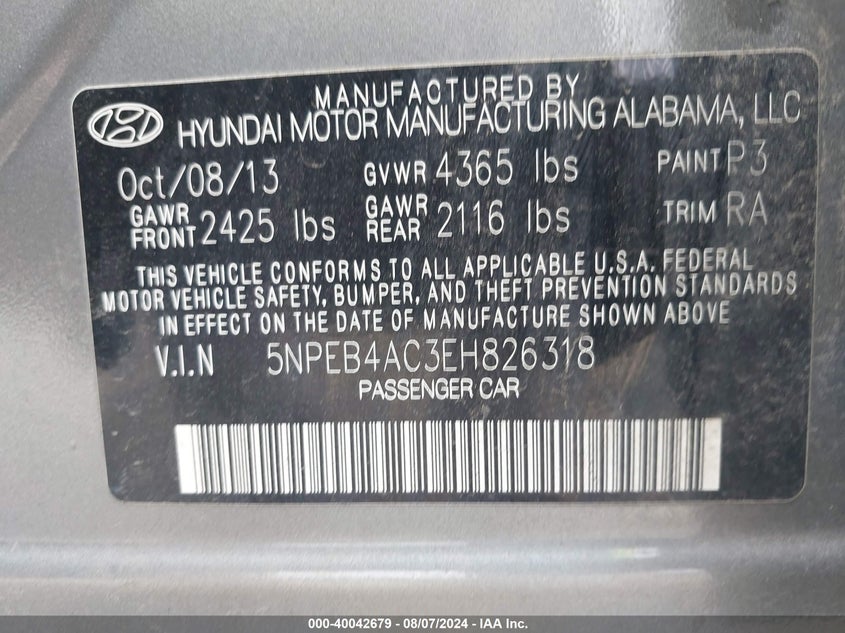 MANUFACTURED BY
HYUNDAI MOTOR MANUFACTURING ALABAMA, LLC
Oct/08/13 GVWR 4365 lbs PAINT P3
GAWR FRONT 2425 lbs GAWR REAR 2116 lbs TRIM RA
THIS VEHICLE CONFORMS TO ALL APPLICABLE U.S.A. FEDERAL
MOTOR VEHICLE SAFETY, BUMPER, AND THEFT PREVENTION STANDARDS
IN EFFECT ON THE DATE OF MANUFACTURE SHOWN ABOVE
V.I.N 5NPEB4AC3EH826318
PASSENGER CAR
000-40042679 - 08/07/2024 - IAA Inc.